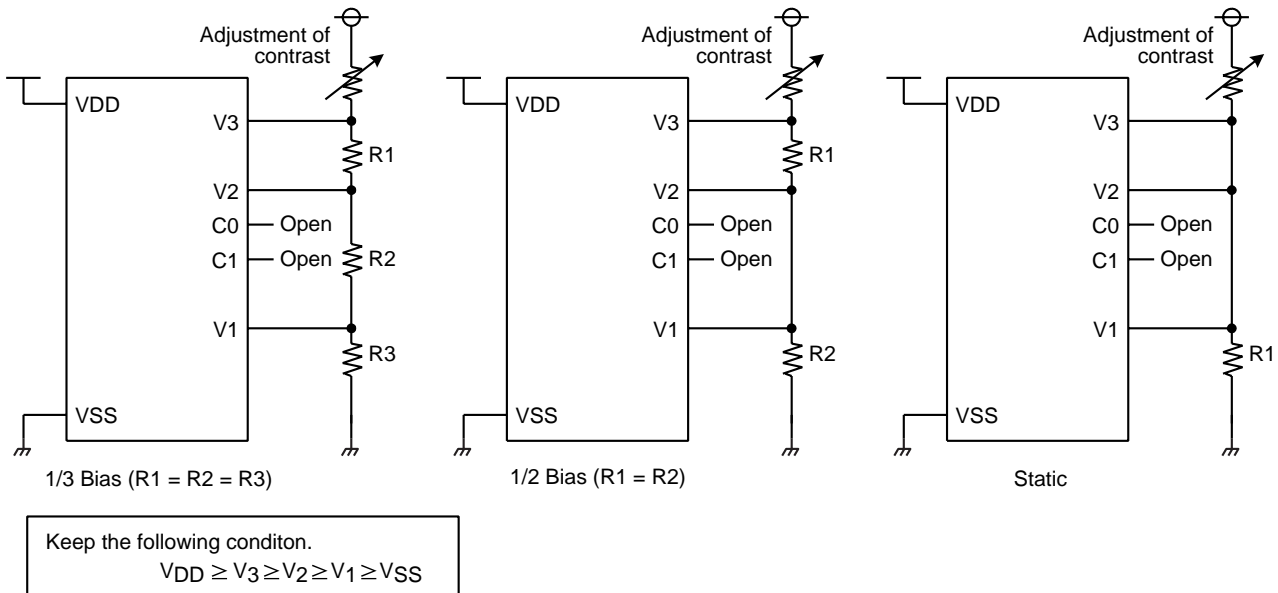 Adjustment of
contrast
VDD
V3
R1
V2
C0
Open
C1
Open
R2
V1
R3
VSS
1/3 Bias (R1 = R2 = R3)
Adjustment of
contrast
VDD
V3
R1
V2
C0
Open
C1
Open
V1
R2
VSS
1/2 Bias (R1 = R2)
Adjustment of
contrast
VDD
V3
V2
C0
Open
C1
Open
V1
R1
VSS
Static
Keep the following conditon.
VDD ≥ V3 ≥ V2 ≥ V1 ≥ VSS